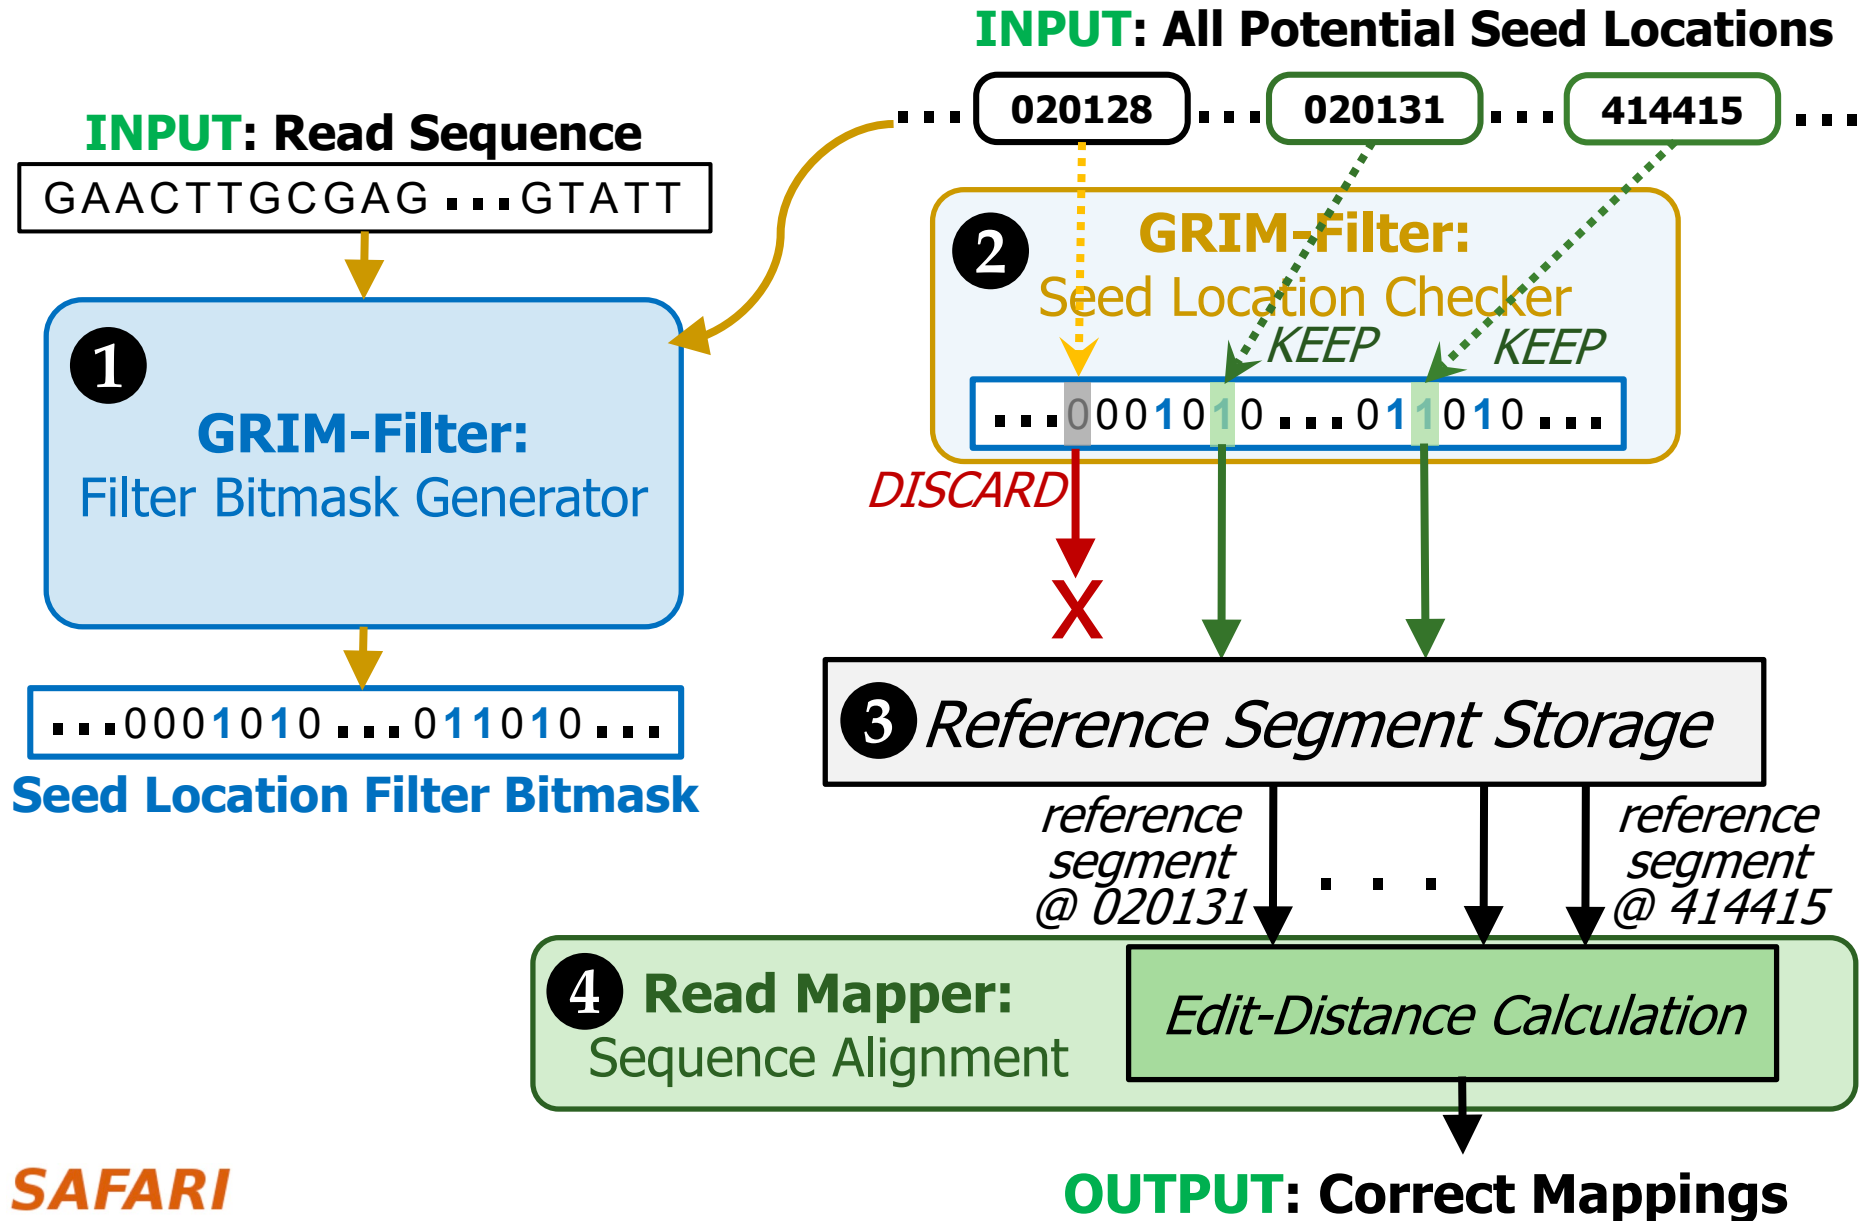 INPUT: All Potential Seed Locations
... 020128 ... 020131 ... 414415 ...
INPUT: Read Sequence
GAACTTGCGAG ... GTATT
1
GRIM-Filter:
Filter Bitmask Generator
...0001010 ... 011010 ...
Seed Location Filter Bitmask
2
GRIM-Filter:
Seed Location Checker
KEEP
KEEP
...0001010 ... 011010 ...
DISCARD
X
3 Reference Segment Storage
reference
segment
@ 020131
. . .
reference
segment
@ 414415
4
Read Mapper:
Sequence Alignment
Edit-Distance Calculation
OUTPUT: Correct Mappings
SAFARI